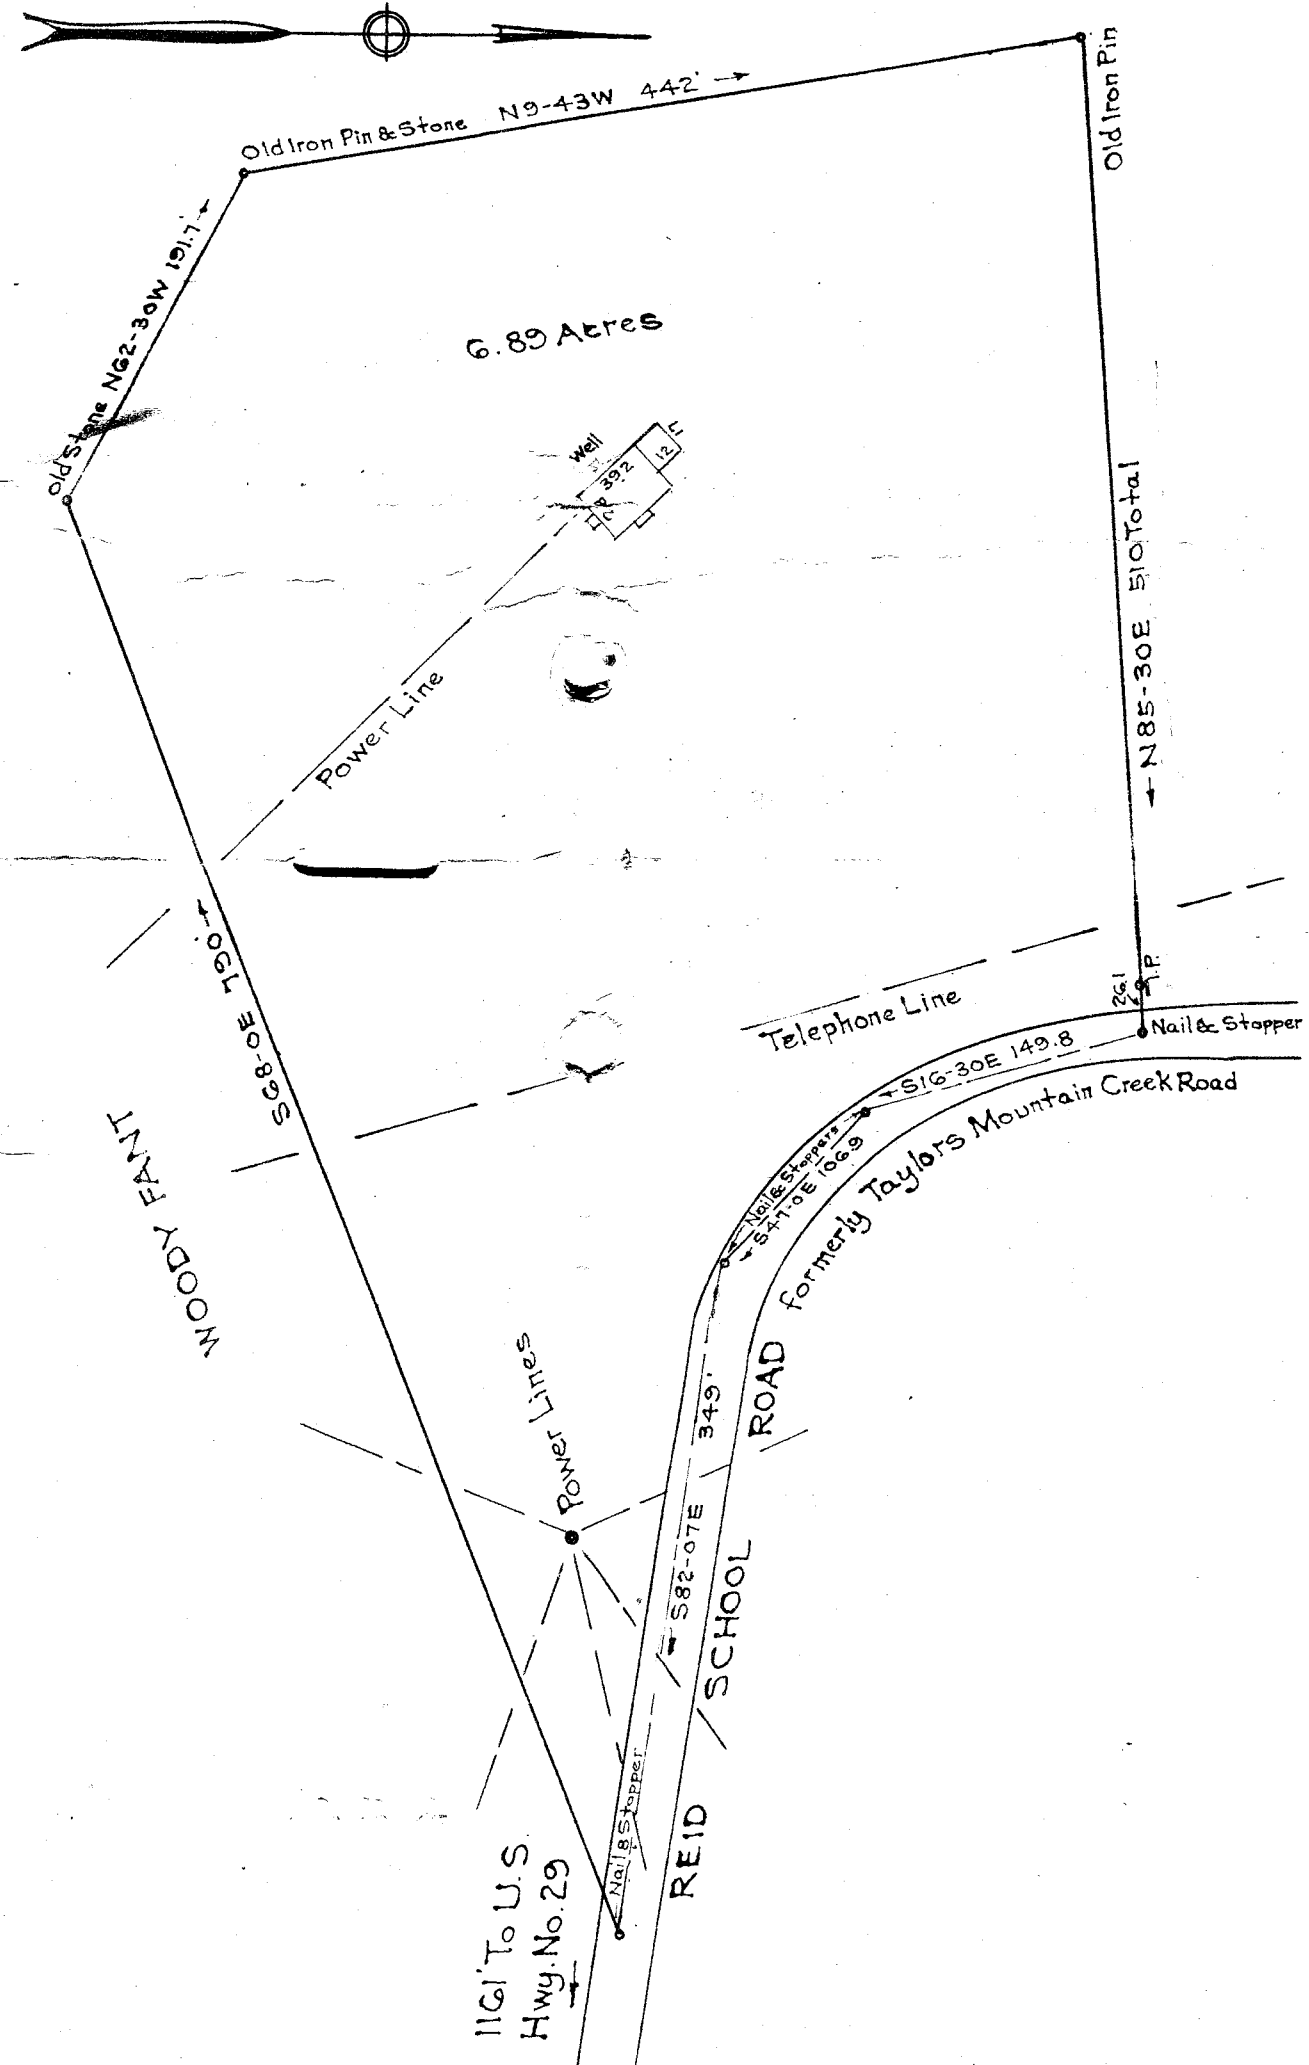 Old Iron Pin & Stone N9-43W 442'
Old Iron Pin
Old Stone N62-30W 191.7'
6.89 Acres
Well
39.2
12
17
N85-30E 510 Total
Power Line
S68-0E 790'
26.1
I.P.
Nail & Stopper
Telephone Line
S16-30E 149.8
Nail & Stoppers
S47-0E 106.9
formerly Taylors Mountain Creek Road
WOODY FANT
Power Lines
S82-07E 349'
REID SCHOOL ROAD
Nail & Stopper
1161' To U.S.
Hwy. No. 29